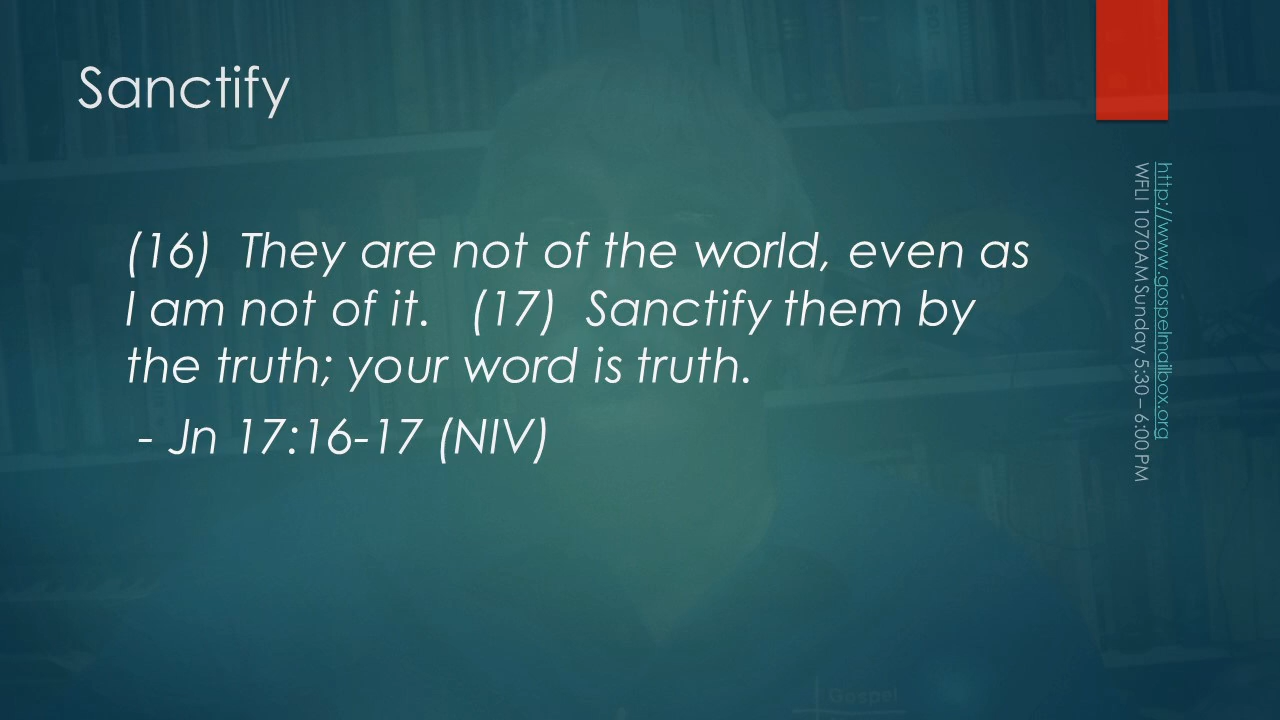 Sanctify
(16)  They are not of the world, even as
I am not of it.   (17)  Sanctify them by
the truth; your word is truth.
- Jn 17:16-17 (NIV)
http://www.gospelmailbox.org
WFLI 1070AM Sunday 5:30 – 6:00 PM
Gospel